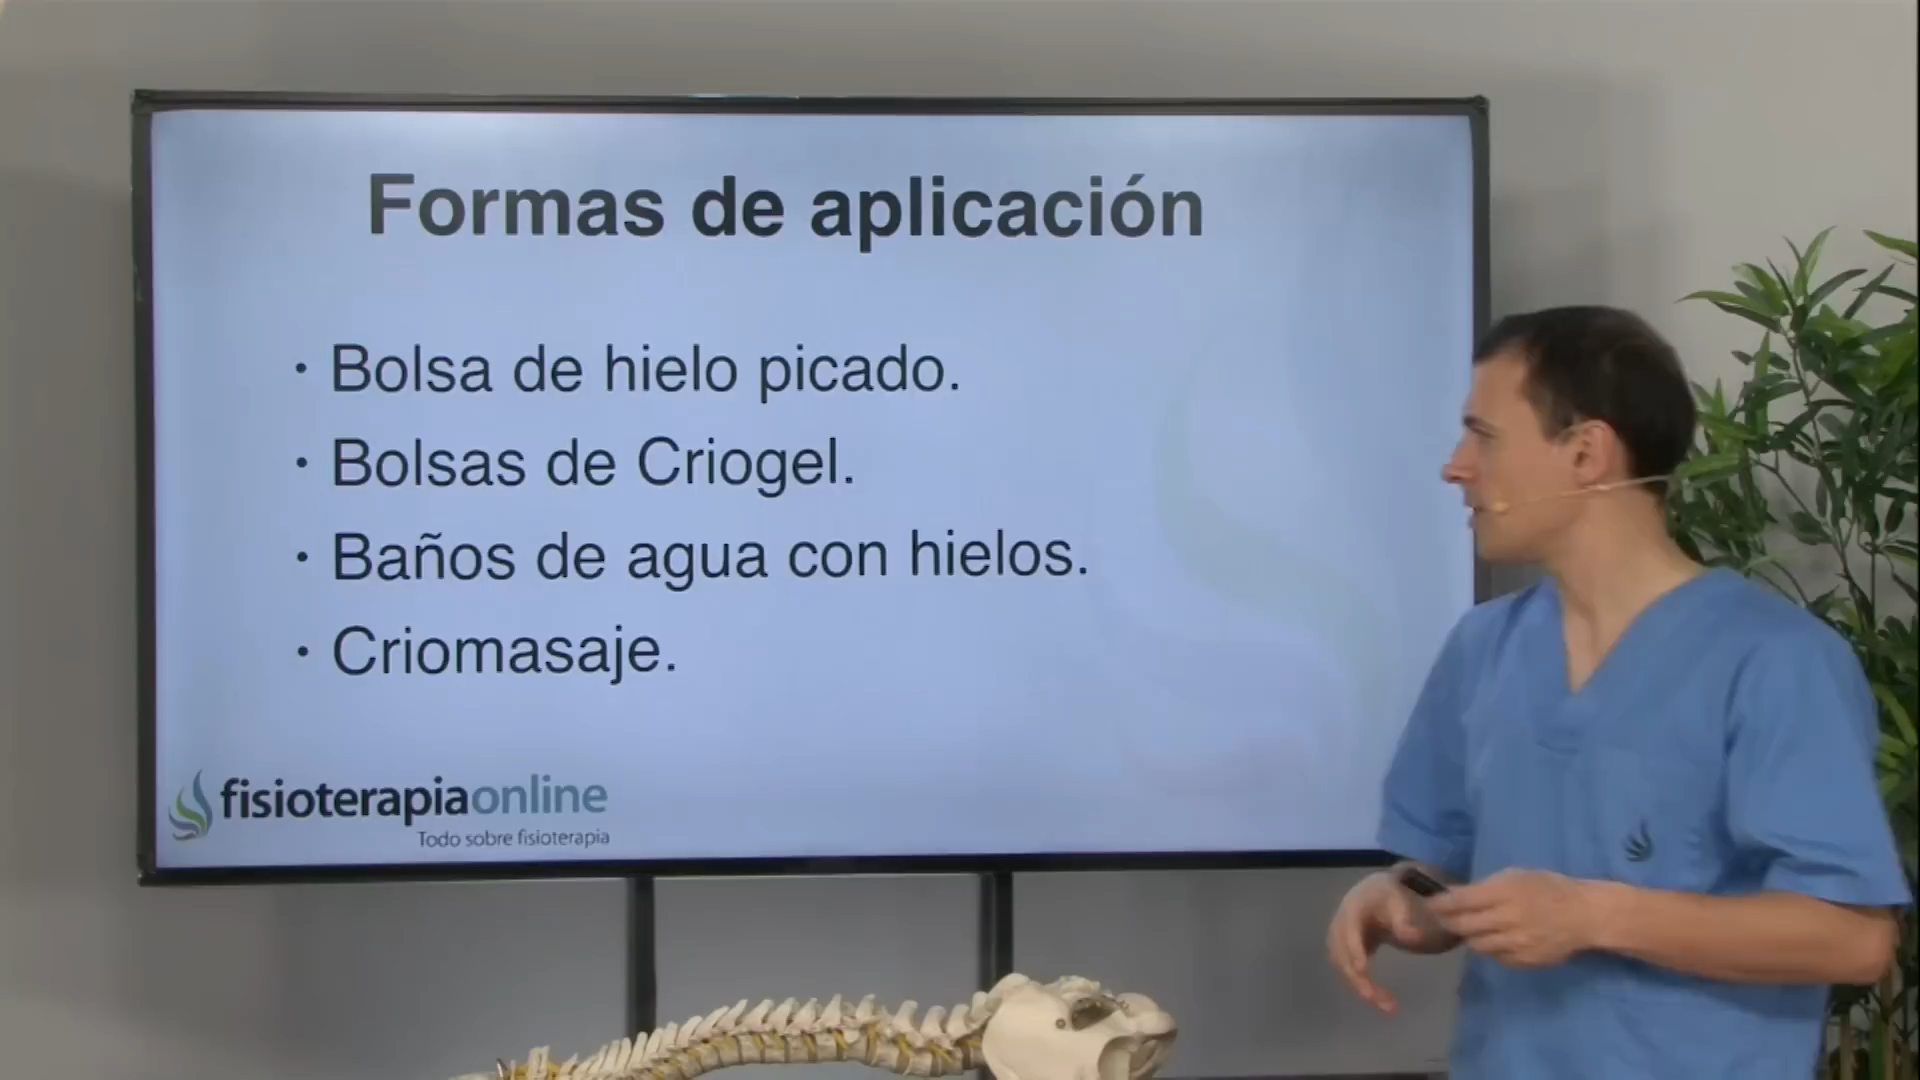 Formas de aplicación
· Bolsa de hielo picado.
· Bolsas de Criogel.
· Baños de agua con hielos.
· Criomasaje.
fisioterapiaonline
Todo sobre fisioterapia